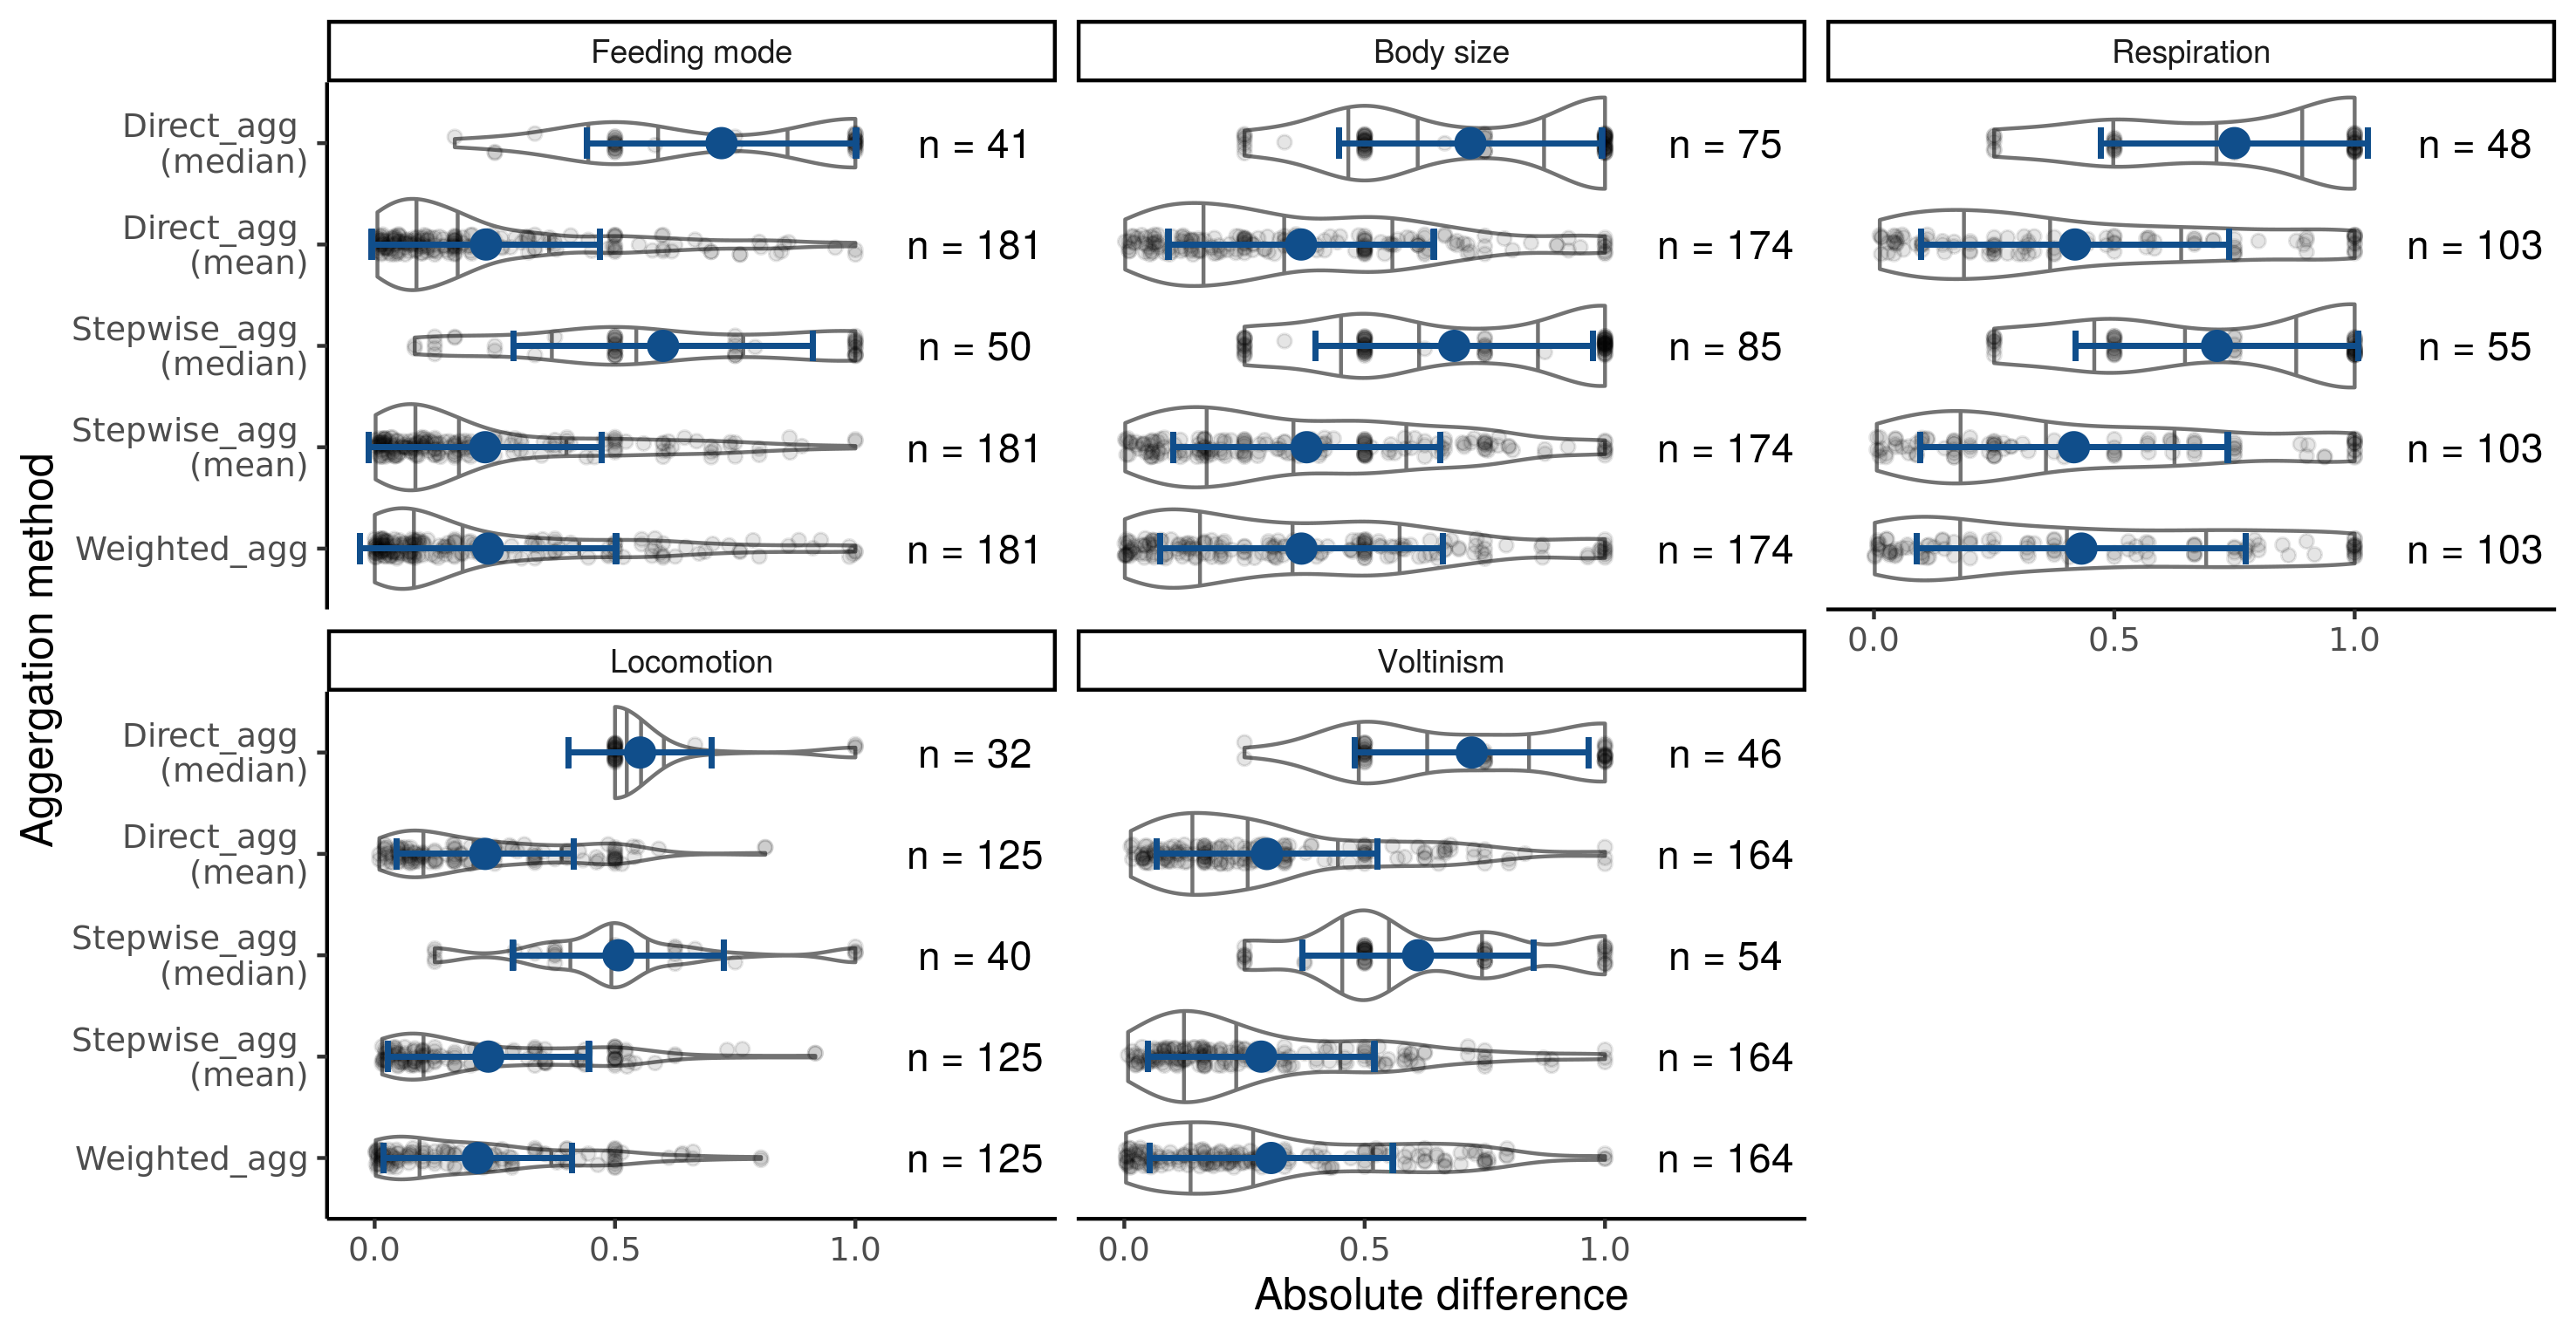 Feeding mode
Body size
Respiration
Direct_agg
(median)
n = 41
n = 75
n = 48
Direct_agg
(mean)
n = 181
n = 174
n = 103
Stepwise_agg
(median)
n = 50
n = 85
n = 55
Stepwise_agg
(mean)
n = 181
n = 174
n = 103
Weighted_agg
n = 181
n = 174
n = 103
0.0
0.5
1.0
Locomotion
Voltinism
Direct_agg
(median)
n = 32
n = 46
Direct_agg
(mean)
n = 125
n = 164
Stepwise_agg
(median)
n = 40
n = 54
Stepwise_agg
(mean)
n = 125
n = 164
Weighted_agg
n = 125
n = 164
0.0
0.5
1.0
0.0
0.5
1.0
Absolute difference
Aggergation method